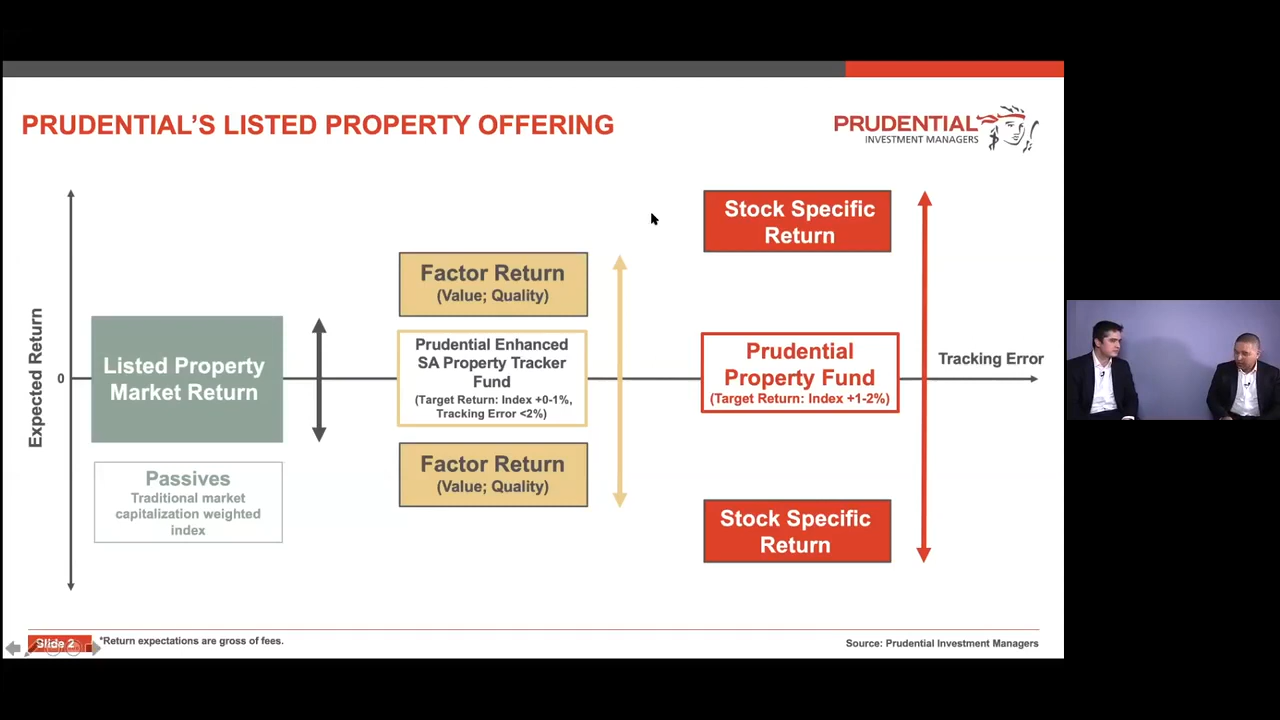 PRUDENTIAL'S LISTED PROPERTY OFFERING
PRUDENTIAL
INVESTMENT MANAGERS
Expected Return
0
Listed Property
Market Return
Passives
Traditional market
capitalization weighted
index
Factor Return
(Value; Quality)
Prudential Enhanced
SA Property Tracker
Fund
(Target Return: Index +0-1%,
Tracking Error <2%)
Factor Return
(Value; Quality)
Stock Specific
Return
Prudential
Property Fund
(Target Return: Index +1-2%)
Stock Specific
Return
Tracking Error
Slide 2
*Return expectations are gross of fees.
Source: Prudential Investment Managers